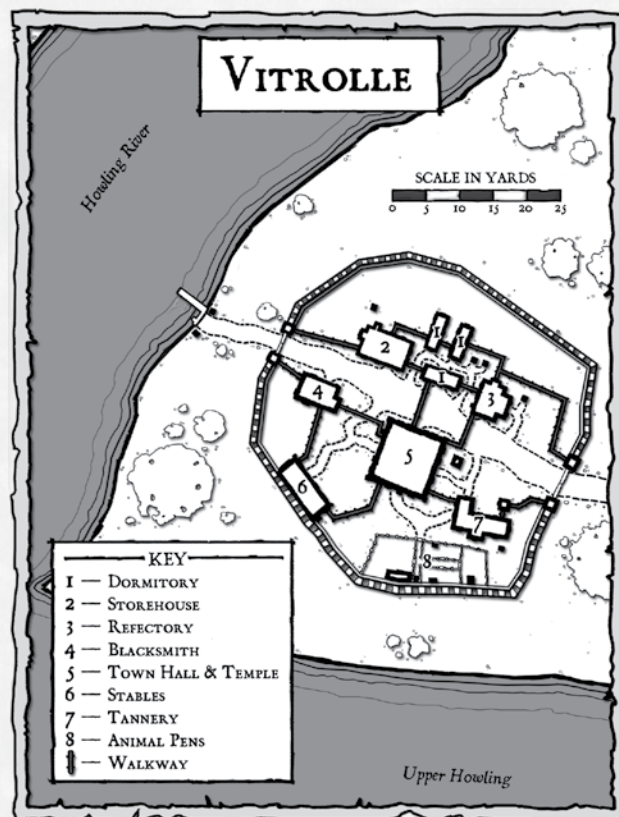 VITROLLE
Howling River
SCALE IN YARDS
0 5 10 15 20 25
1 1
2
1
3
4
5
6
7
8
KEY
1 — DORMITORY
2 — STOREHOUSE
3 — REFECTORY
4 — BLACKSMITH
5 — TOWN HALL & TEMPLE
6 — STABLES
7 — TANNERY
8 — ANIMAL PENS
— WALKWAY
Upper Howling